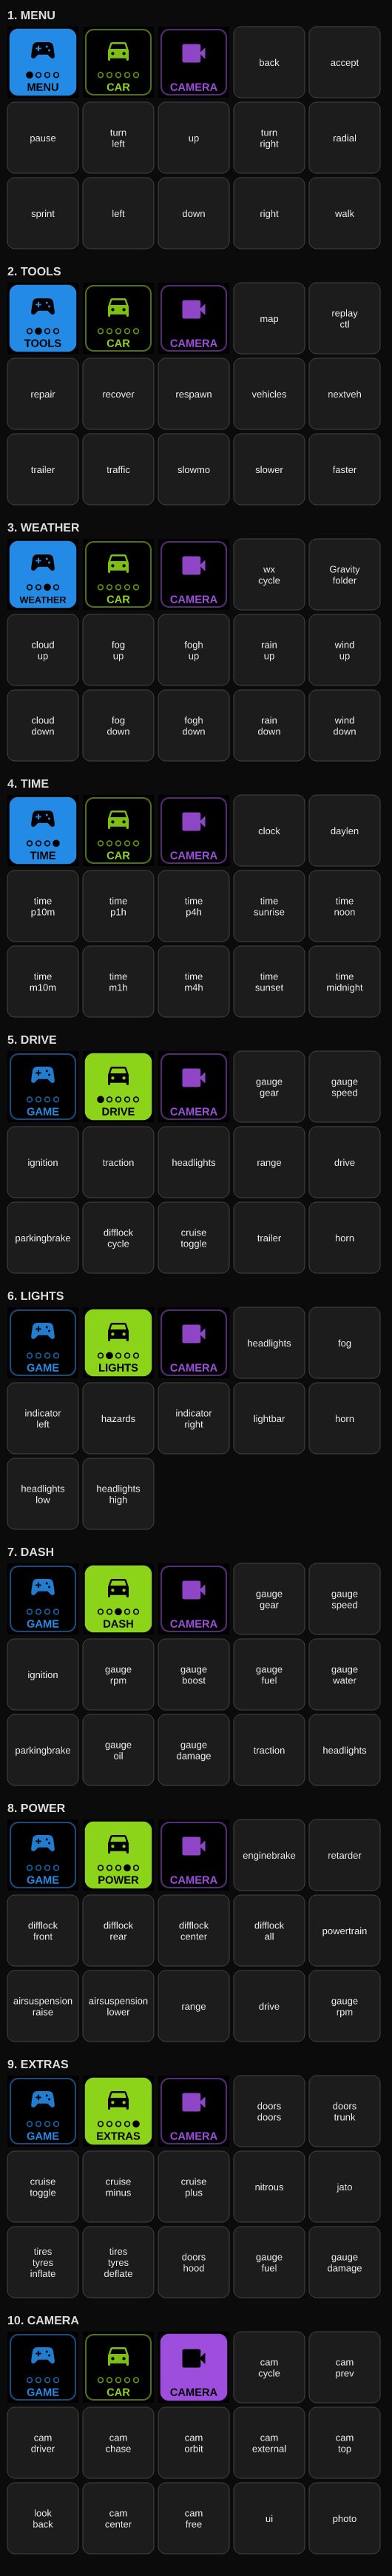 1. MENU
MENU
CAR
CAMERA
back
accept
pause
turn
left
up
turn
right
radial
sprint
left
down
right
walk
2. TOOLS
TOOLS
CAR
CAMERA
map
replay
ctl
repair
recover
respawn
vehicles
nextveh
trailer
traffic
slowmo
slower
faster
3. WEATHER
WEATHER
CAR
CAMERA
wx
cycle
Gravity
folder
cloud
up
fog
up
fogh
up
rain
up
wind
up
cloud
down
fog
down
fogh
down
rain
down
wind
down
4. TIME
TIME
CAR
CAMERA
clock
daylen
time
p10m
time
p1h
time
p4h
time
sunrise
time
noon
time
m10m
time
m1h
time
m4h
time
sunset
time
midnight
5. DRIVE
GAME
DRIVE
CAMERA
gauge
gear
gauge
speed
ignition
traction
headlights
range
drive
parkingbrake
difflock
cycle
cruise
toggle
trailer
horn
6. LIGHTS
GAME
LIGHTS
CAMERA
headlights
fog
indicator
left
hazards
indicator
right
lightbar
horn
headlights
low
headlights
high
7. DASH
GAME
DASH
CAMERA
gauge
gear
gauge
speed
ignition
gauge
rpm
gauge
boost
gauge
fuel
gauge
water
parkingbrake
gauge
oil
gauge
damage
traction
headlights
8. POWER
GAME
POWER
CAMERA
enginebrake
retarder
difflock
front
difflock
rear
difflock
center
difflock
all
powertrain
airsuspension
raise
airsuspension
lower
range
drive
gauge
rpm
9. EXTRAS
GAME
EXTRAS
CAMERA
doors
doors
doors
trunk
cruise
toggle
cruise
minus
cruise
plus
nitrous
jato
tires
tyres
inflate
tires
tyres
deflate
doors
hood
gauge
fuel
gauge
damage
10. CAMERA
GAME
CAR
CAMERA
cam
cycle
cam
prev
cam
driver
cam
chase
cam
orbit
cam
external
cam
top
look
back
cam
center
cam
free
ui
photo